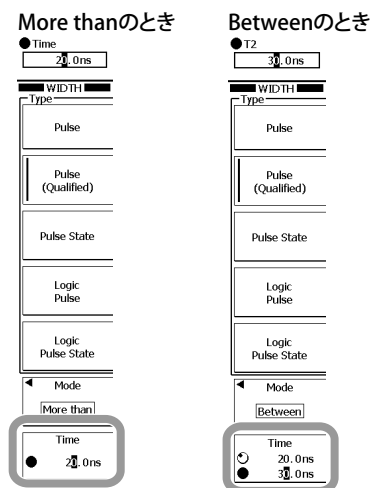 More thanのとき
Time
20.0ns
WIDTH
Type
Pulse
Pulse
(Qualified)
Pulse State
Logic
Pulse
Logic
Pulse State
Mode
More than
Time
20.0ns
Betweenのとき
T2
30.0ns
WIDTH
Type
Pulse
Pulse
(Qualified)
Pulse State
Logic
Pulse
Logic
Pulse State
Mode
Between
Time
20.0ns
30.0ns